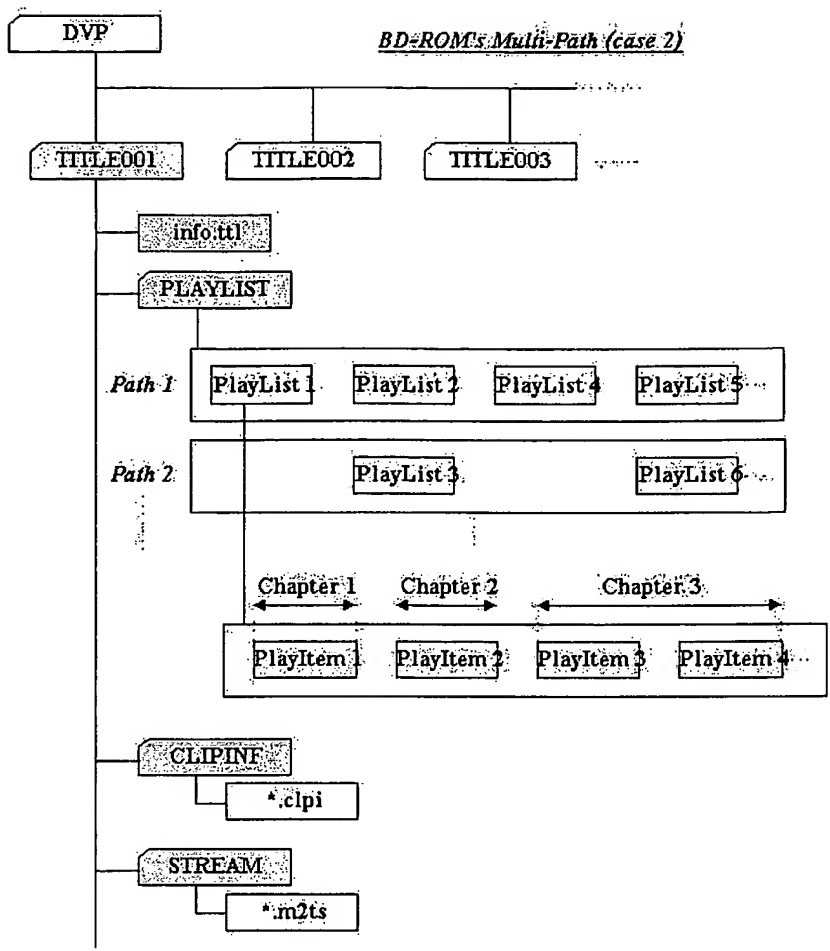 DVP
BD-ROM's Multi-Path (case 2)
TITLE001
TITLE002
TITLE003
info.ttl
PLAYLIST
Path 1
PlayList 1
PlayList 2
PlayList 4
PlayList 5
Path 2
PlayList 3
PlayList 6
Chapter 1
Chapter 2
Chapter 3
PlayItem 1
PlayItem 2
PlayItem 3
PlayItem 4
CLIPINF
*.clpi
STREAM
*.m2ts